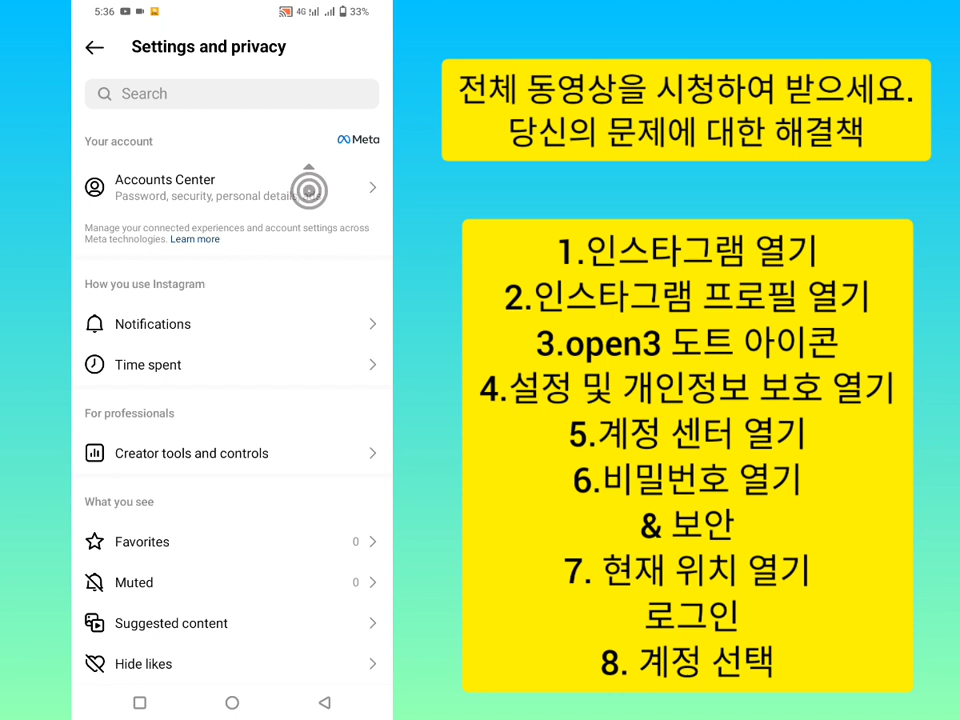 5:36
4G
33%
Settings and privacy
Search
Your account
Meta
Accounts Center
Password, security, personal details, ads
Manage your connected experiences and account settings across
Meta technologies. Learn more
How you use Instagram
Notifications
Time spent
For professionals
Creator tools and controls
What you see
Favorites 0
Muted 0
Suggested content
Hide likes
전체 동영상을 시청하여 받으세요.
당신의 문제에 대한 해결책
1.인스타그램 열기
2.인스타그램 프로필 열기
3.open3 도트 아이콘
4.설정 및 개인정보 보호 열기
5.계정 센터 열기
6.비밀번호 열기
& 보안
7. 현재 위치 열기
로그인
8. 계정 선택